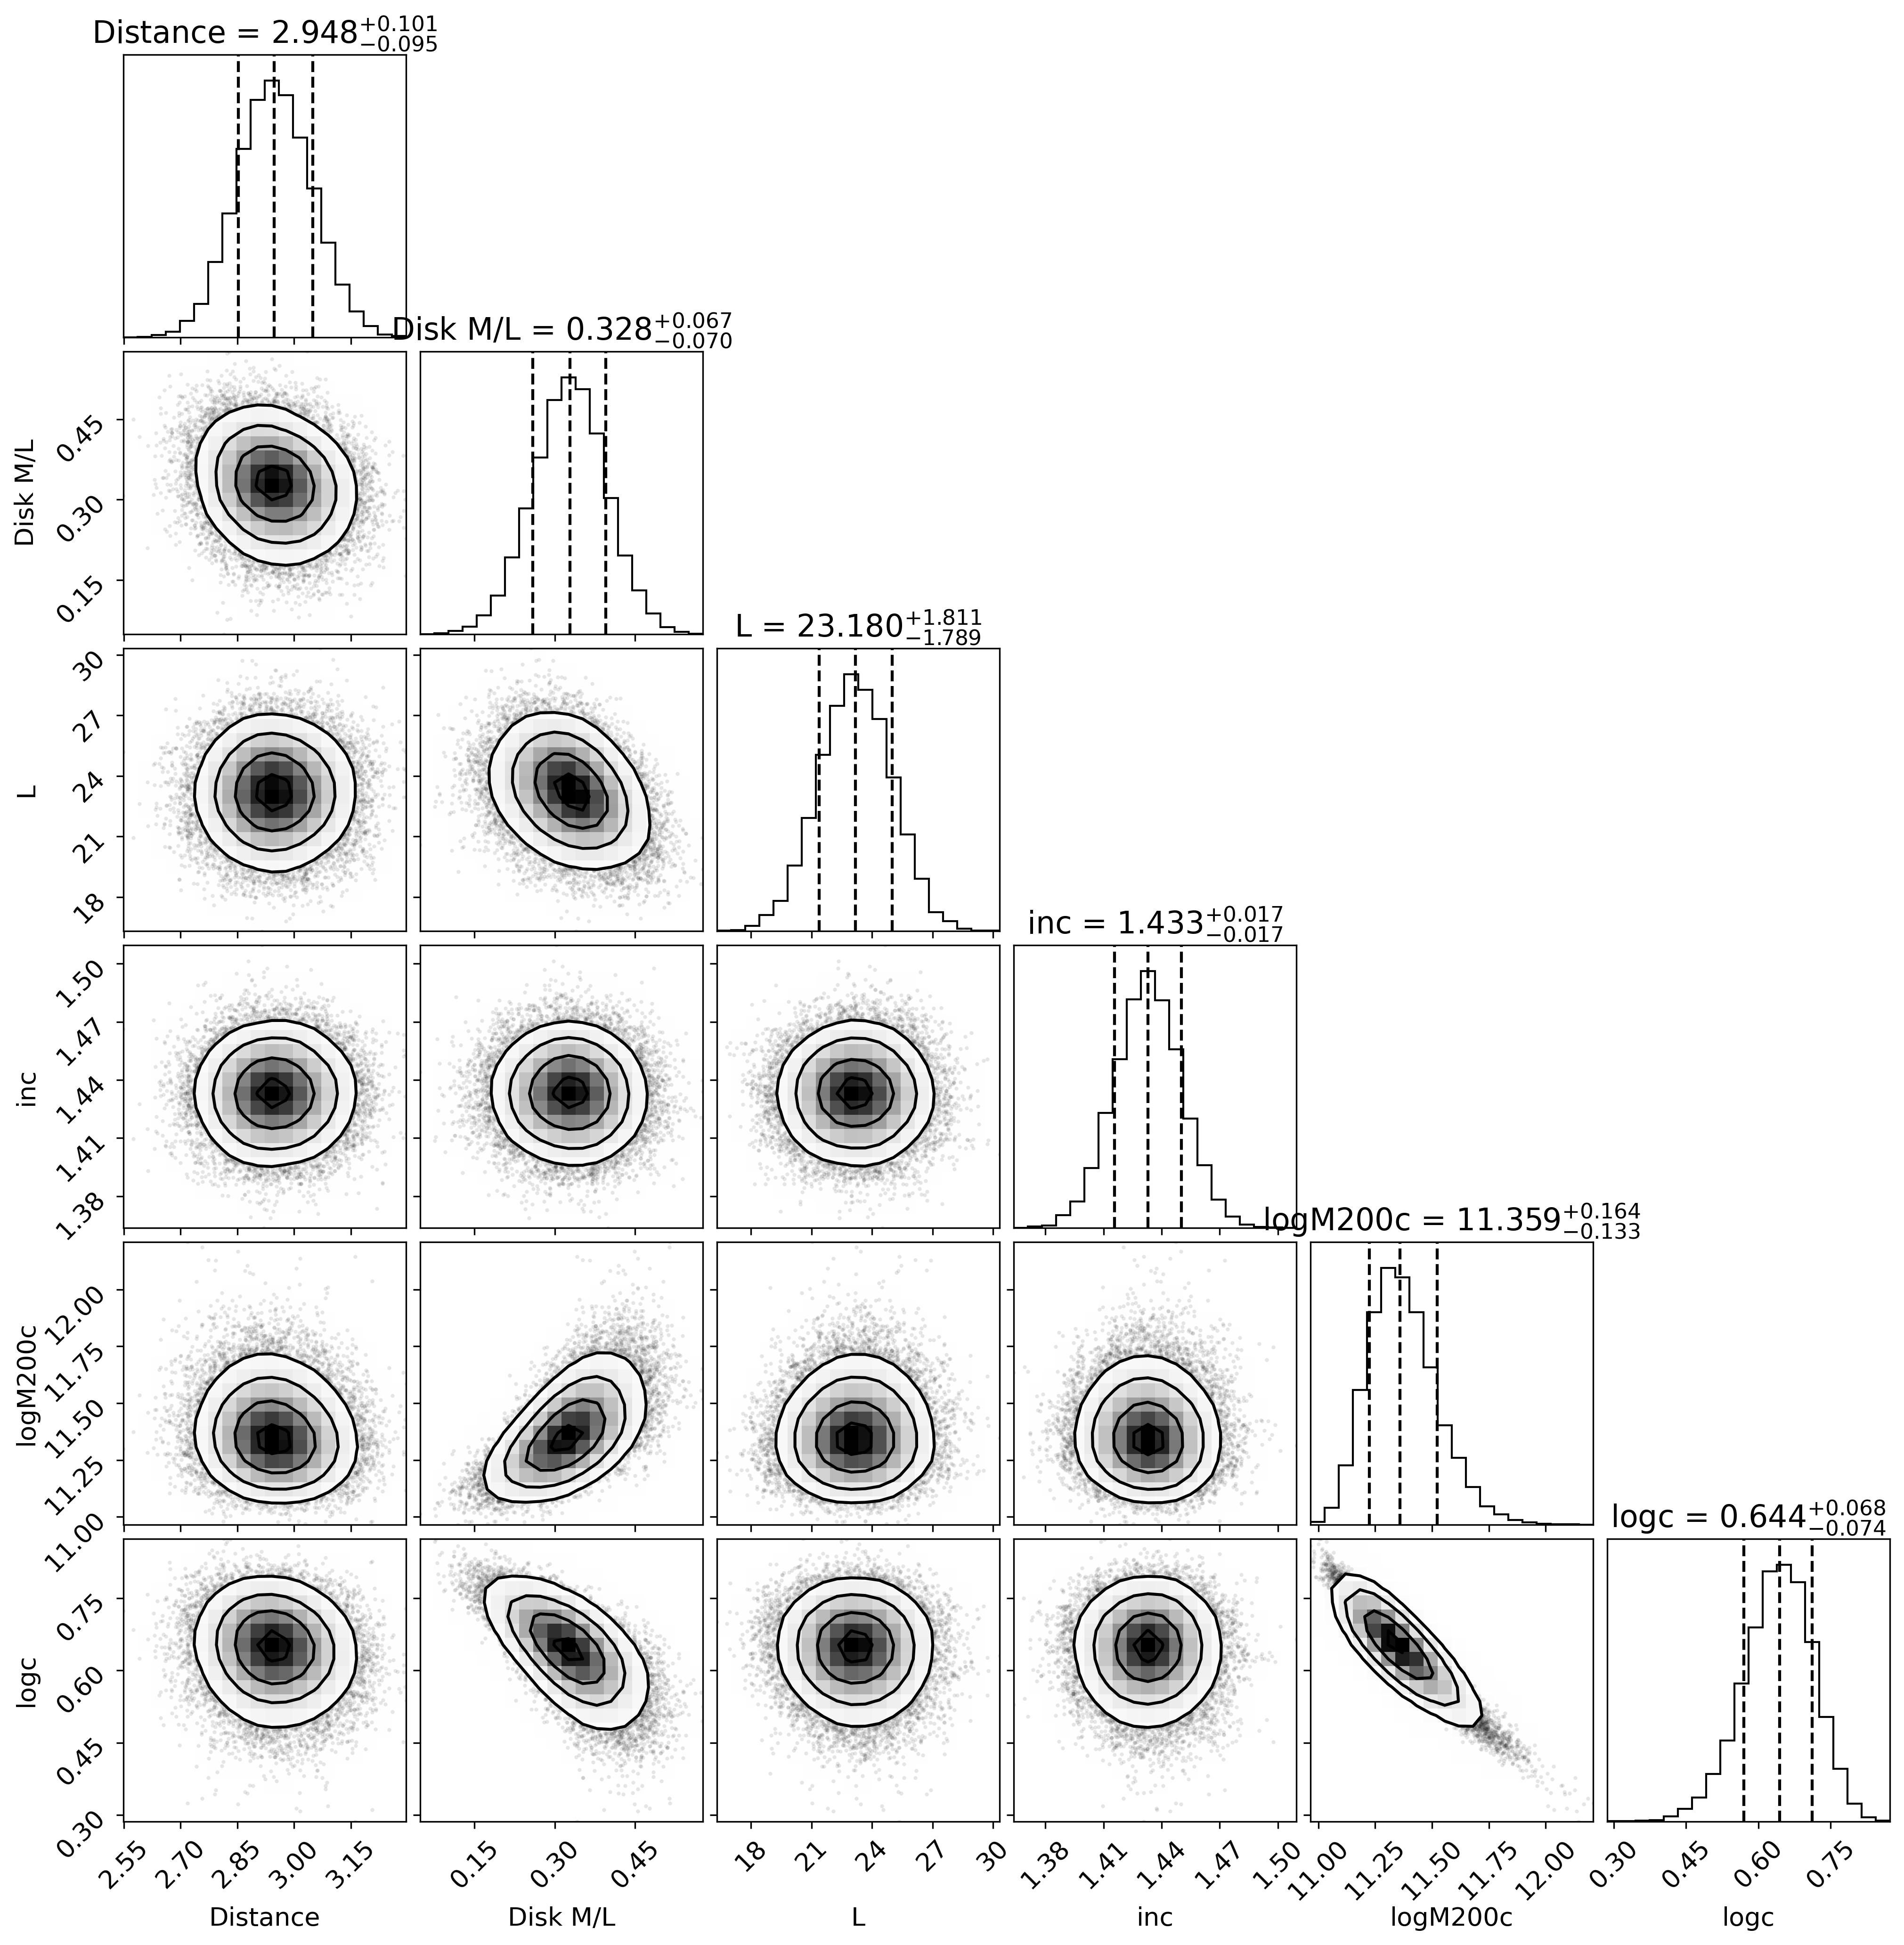 Distance = 2.948+0.101 −0.095
Disk M/L = 0.328+0.067 −0.070
Disk M/L
0.45
0.30
0.15
L = 23.180+1.811 −1.789
L
30
27
24
21
18
inc = 1.433+0.017 −0.017
inc
1.50
1.47
1.44
1.41
1.38
logM200c = 11.359+0.164 −0.133
logM200c
12.00
11.75
11.50
11.25
11.00
logc = 0.644+0.068 −0.074
logc
0.75
0.60
0.45
0.30
2.55 2.70 2.85 3.00 3.15 0.15 0.30 0.45 18 21 24 27 30 1.38 1.41 1.44 1.47 1.50 11.00 11.25 11.50 11.75 12.00 0.30 0.45 0.60 0.75
Distance Disk M/L L inc logM200c logc